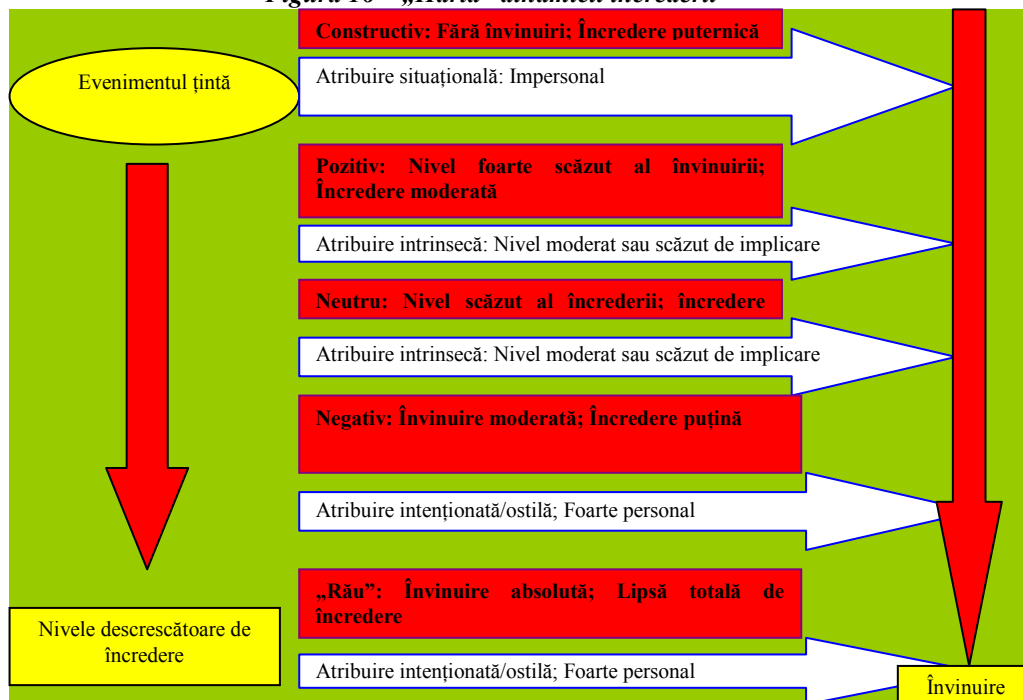 Constructiv: Fără învinuiri; Încredere puternică
Evenimentul țintă
Atribuire situațională: Impersonal
Pozitiv: Nivel foarte scăzut al învinuirii;
Încredere moderată
Atribuire intrinsecă: Nivel moderat sau scăzut de implicare
Neutru: Nivel scăzut al încrederii; încredere
Atribuire intrinsecă: Nivel moderat sau scăzut de implicare
Negativ: Învinuire moderată; Încredere puțină
Atribuire intenționată/ostilă; Foarte personal
„Rău”: Învinuire absolută; Lipsă totală de
încredere
Nivele descrescătoare de
încredere
Atribuire intenționată/ostilă; Foarte personal
Învinuire